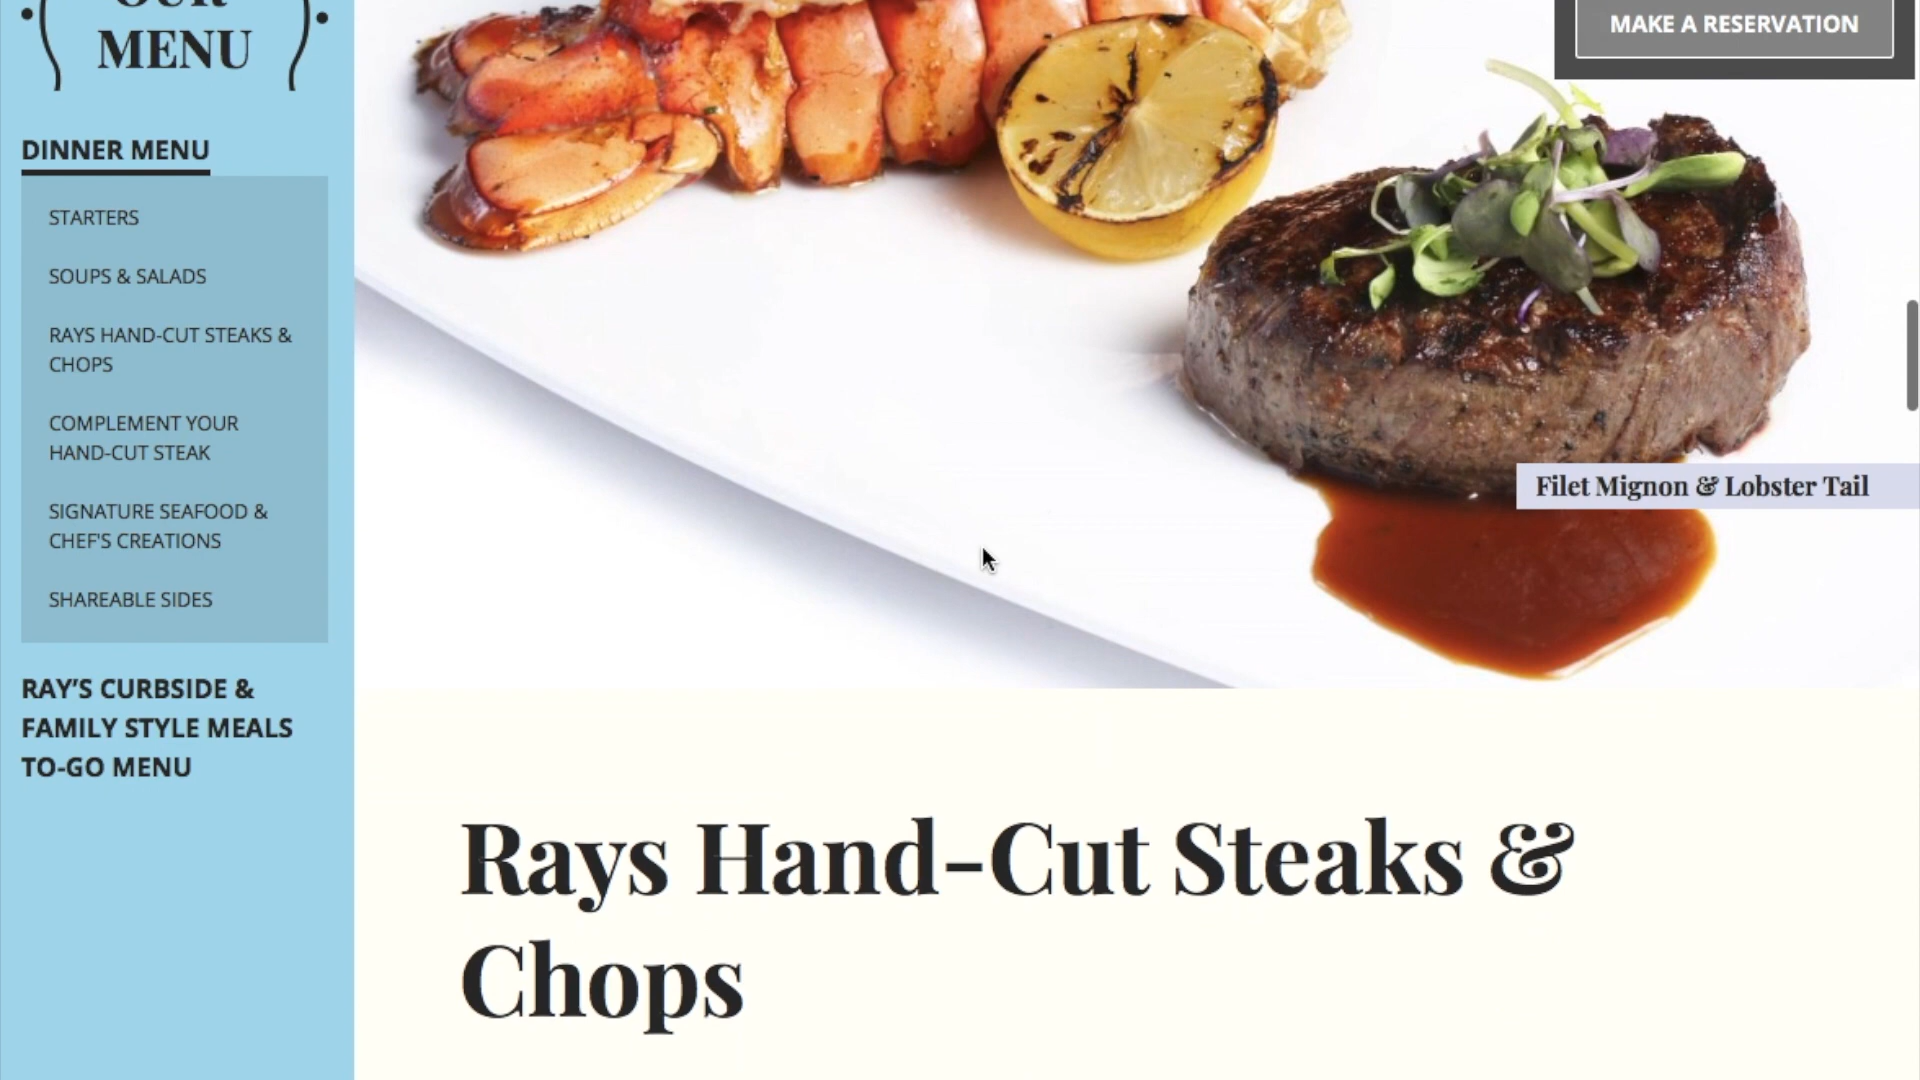 OUR
MENU
DINNER MENU
STARTERS
SOUPS & SALADS
RAYS HAND-CUT STEAKS &
CHOPS
COMPLEMENT YOUR
HAND-CUT STEAK
SIGNATURE SEAFOOD &
CHEF'S CREATIONS
SHAREABLE SIDES
RAY’S CURBSIDE &
FAMILY STYLE MEALS
TO-GO MENU
MAKE A RESERVATION
Filet Mignon & Lobster Tail
Rays Hand-Cut Steaks &
Chops